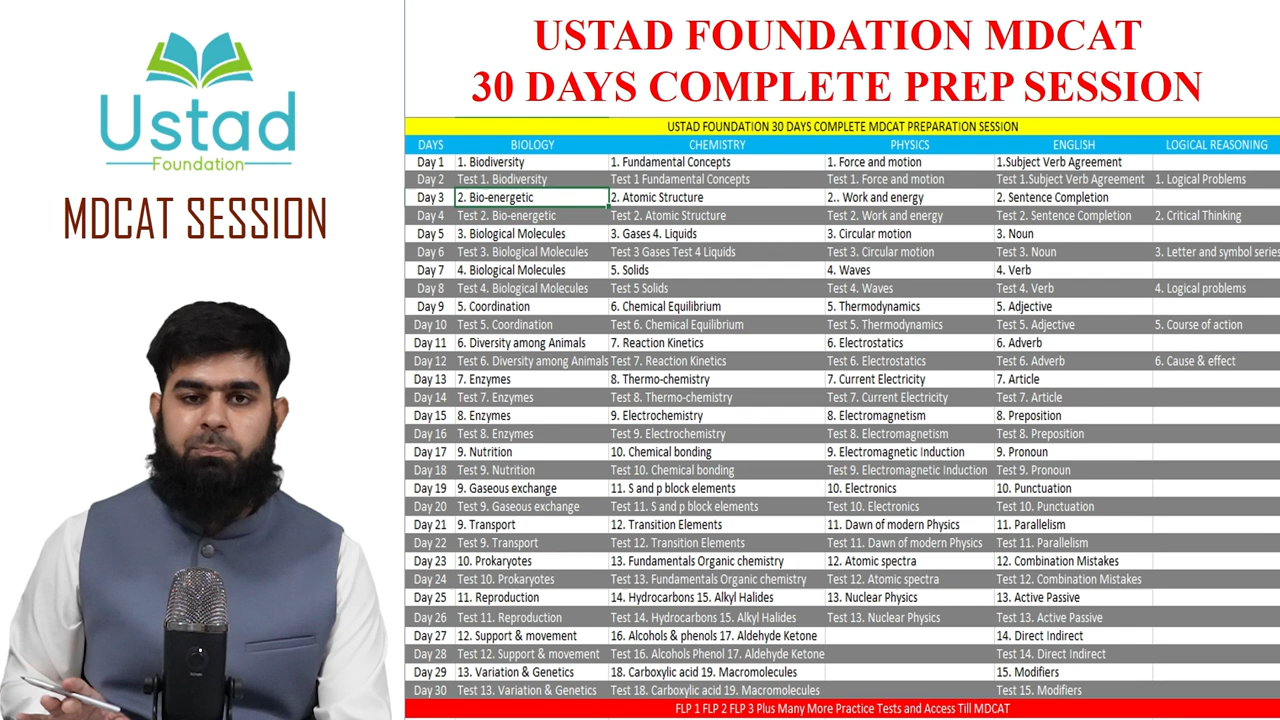 Ustad
Foundation
MDCAT SESSION
USTAD FOUNDATION MDCAT
30 DAYS COMPLETE PREP SESSION
USTAD FOUNDATION 30 DAYS COMPLETE MDCAT PREPARATION SESSION
DAYS BIOLOGY CHEMISTRY PHYSICS ENGLISH LOGICAL REASONING
Day 1 1. Biodiversity 1. Fundamental Concepts 1. Force and motion 1.Subject Verb Agreement
Day 2 Test 1. Biodiversity Test 1 Fundamental Concepts Test 1. Force and motion Test 1.Subject Verb Agreement 1. Logical Problems
Day 3 2. Bio-energetic 2. Atomic Structure 2.. Work and energy 2. Sentence Completion
Day 4 Test 2. Bio-energetic Test 2. Atomic Structure Test 2. Work and energy Test 2. Sentence Completion 2. Critical Thinking
Day 5 3. Biological Molecules 3. Gases 4. Liquids 3. Circular motion 3. Noun
Day 6 Test 3. Biological Molecules Test 3 Gases Test 4 Liquids Test 3. Circular motion Test 3. Noun 3. Letter and symbol series
Day 7 4. Biological Molecules 5. Solids 4. Waves 4. Verb
Day 8 Test 4. Biological Molecules Test 5 Solids Test 4. Waves Test 4. Verb 4. Logical problems
Day 9 5. Coordination 6. Chemical Equilibrium 5. Thermodynamics 5. Adjective
Day 10 Test 5. Coordination Test 6. Chemical Equilibrium Test 5. Thermodynamics Test 5. Adjective 5. Course of action
Day 11 6. Diversity among Animals 7. Reaction Kinetics 6. Electrostatics 6. Adverb
Day 12 Test 6. Diversity among Animals Test 7. Reaction Kinetics Test 6. Electrostatics Test 6. Adverb 6. Cause & effect
Day 13 7. Enzymes 8. Thermo-chemistry 7. Current Electricity 7. Article
Day 14 Test 7. Enzymes Test 8. Thermo-chemistry Test 7. Current Electricity Test 7. Article
Day 15 8. Enzymes 9. Electrochemistry 8. Electromagnetism 8. Preposition
Day 16 Test 8. Enzymes Test 9. Electrochemistry Test 8. Electromagnetism Test 8. Preposition
Day 17 9. Nutrition 10. Chemical bonding 9. Electromagnetic Induction 9. Pronoun
Day 18 Test 9. Nutrition Test 10. Chemical bonding Test 9. Electromagnetic Induction Test 9. Pronoun
Day 19 9. Gaseous exchange 11. S and p block elements 10. Electronics 10. Punctuation
Day 20 Test 9. Gaseous exchange Test 11. S and p block elements Test 10. Electronics Test 10. Punctuation
Day 21 9. Transport 12. Transition Elements 11. Dawn of modern Physics 11. Parallelism
Day 22 Test 9. Transport Test 12. Transition Elements Test 11. Dawn of modern Physics Test 11. Parallelism
Day 23 10. Prokaryotes 13. Fundamentals Organic chemistry 12. Atomic spectra 12. Combination Mistakes
Day 24 Test 10. Prokaryotes Test 13. Fundamentals Organic chemistry Test 12. Atomic spectra Test 12. Combination Mistakes
Day 25 11. Reproduction 14. Hydrocarbons 15. Alkyl Halides 13. Nuclear Physics 13. Active Passive
Day 26 Test 11. Reproduction Test 14. Hydrocarbons 15. Alkyl Halides Test 13. Nuclear Physics Test 13. Active Passive
Day 27 12. Support & movement 16. Alcohols & phenols 17. Aldehyde Ketone 14. Direct Indirect
Day 28 Test 12. Support & movement Test 16. Alcohols Phenol 17. Aldehyde Ketone Test 14. Direct Indirect
Day 29 13. Variation & Genetics 18. Carboxylic acid 19. Macromolecules 15. Modifiers
Day 30 Test 13. Variation & Genetics Test 18. Carboxylic acid 19. Macromolecules Test 15. Modifiers
FLP 1 FLP 2 FLP 3 Plus Many More Practice Tests and Access Till MDCAT